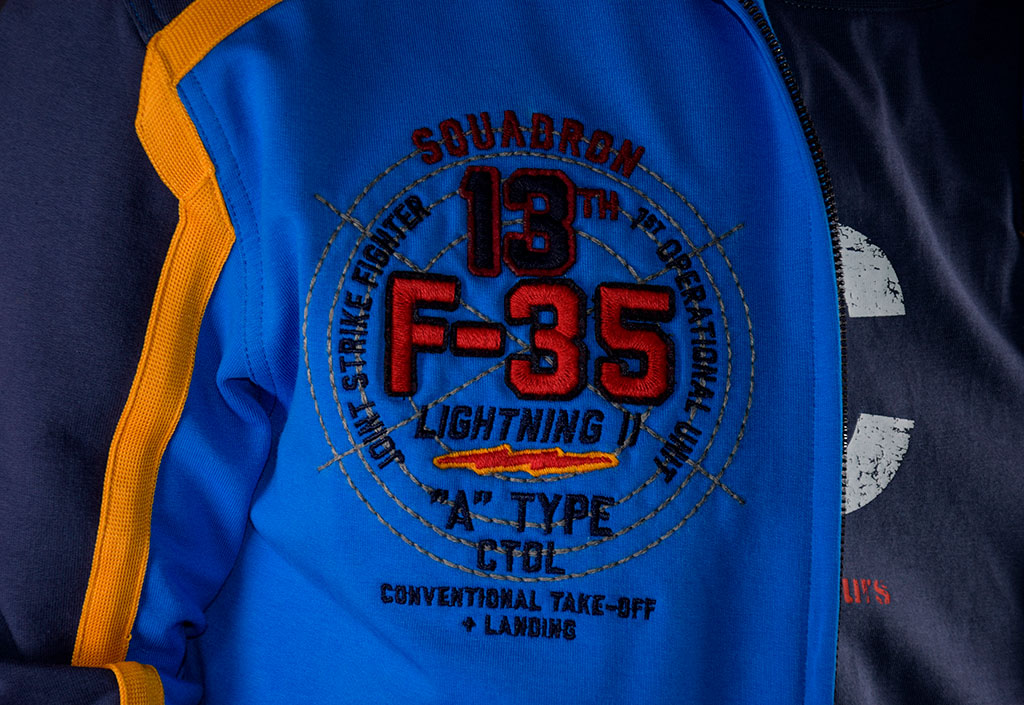 SQUADRON
13TH
JOINT STRIKE FIGHTER
1ST OPERATIONAL UNIT
F-35
LIGHTNING II
"A" TYPE
CTOL
CONVENTIONAL TAKE-OFF
+ LANDING